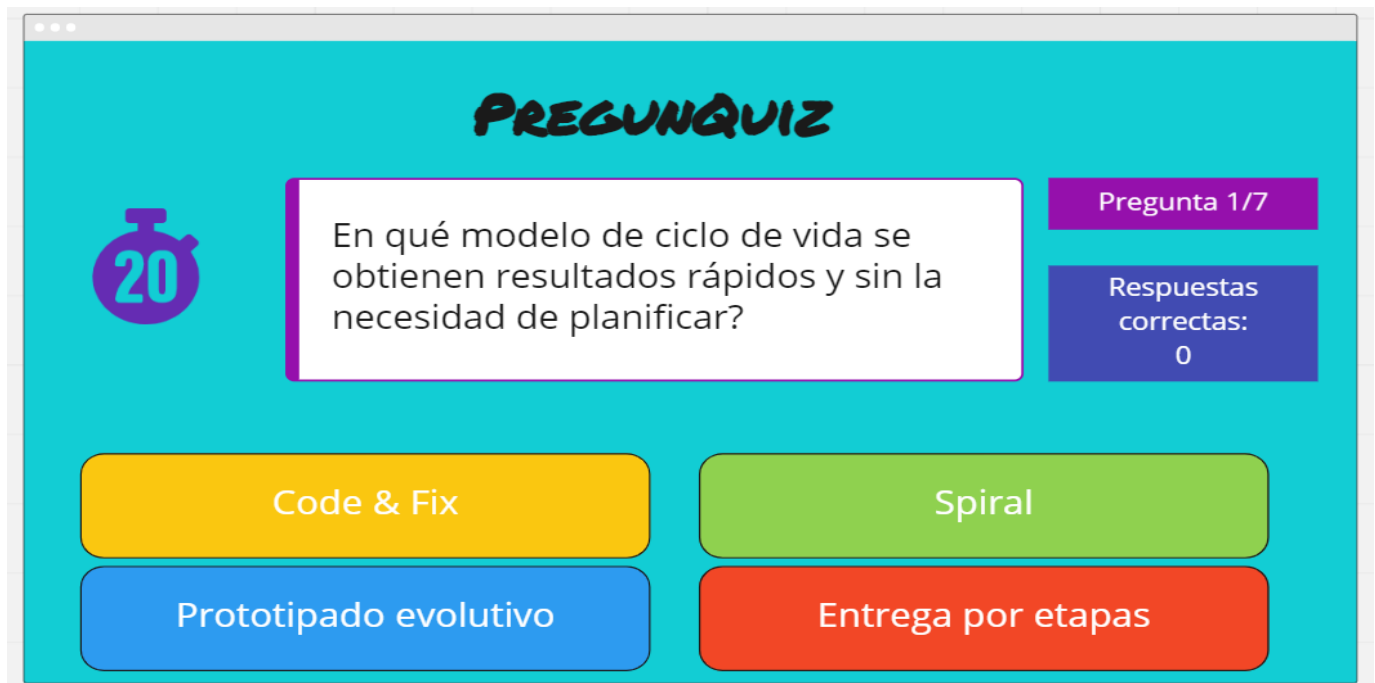 PREGUNQUIZ
20
En qué modelo de ciclo de vida se
obtienen resultados rápidos y sin la
necesidad de planificar?
Pregunta 1/7
Respuestas
correctas:
0
Code & Fix
Spiral
Prototipado evolutivo
Entrega por etapas